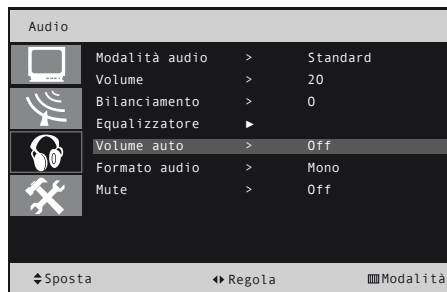 Audio
Modalità audio > Standard
Volume > 20
Bilanciamento > 0
Equalizzatore ►
Volume auto > Off
Formato audio > Mono
Mute > Off
Sposta Regola Modalità